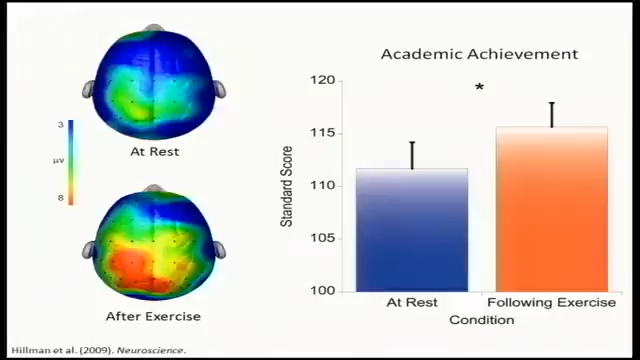 At Rest
3
μv
8
After Exercise
Hillman et al. (2009). Neuroscience.
Academic Achievement
*
Standard Score
120
115
110
105
100
At Rest
Following Exercise
Condition